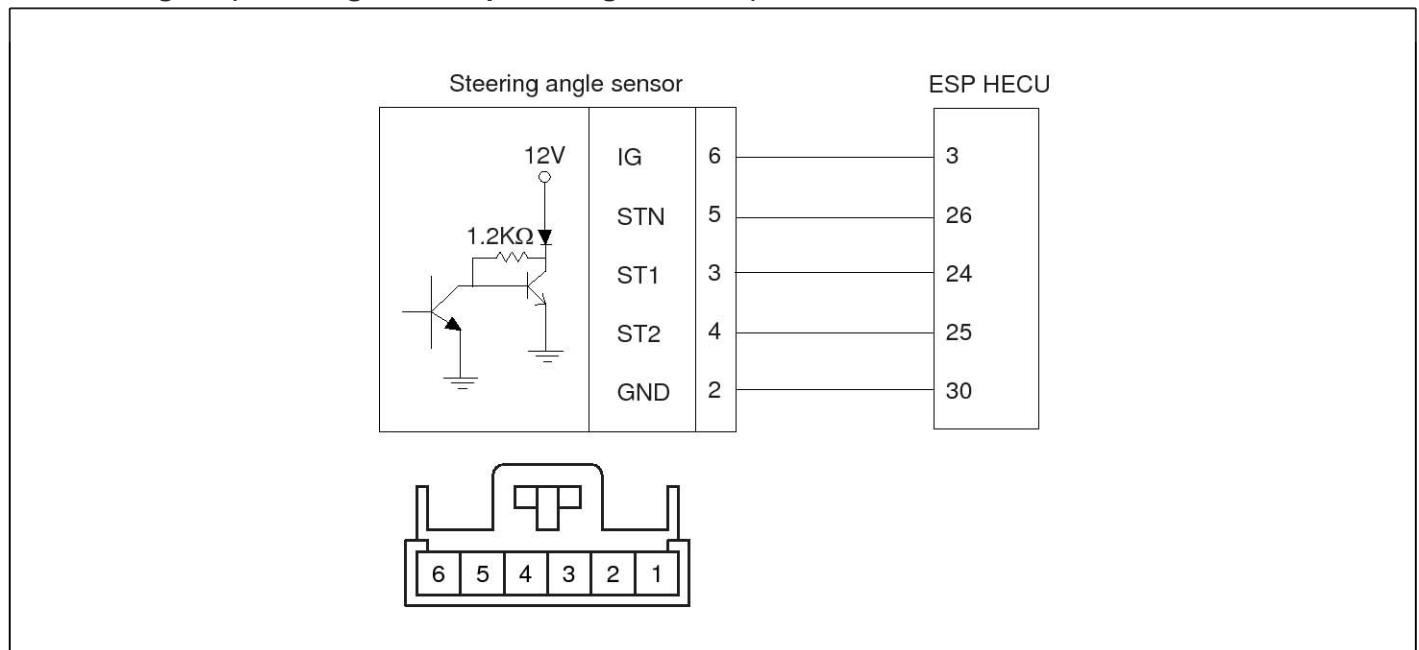 Steering angle sensor ESP HECU
12V IG 6 3
STN 5 26
1.2KΩ
ST1 3 24
ST2 4 25
GND 2 30
6 5 4 3 2 1